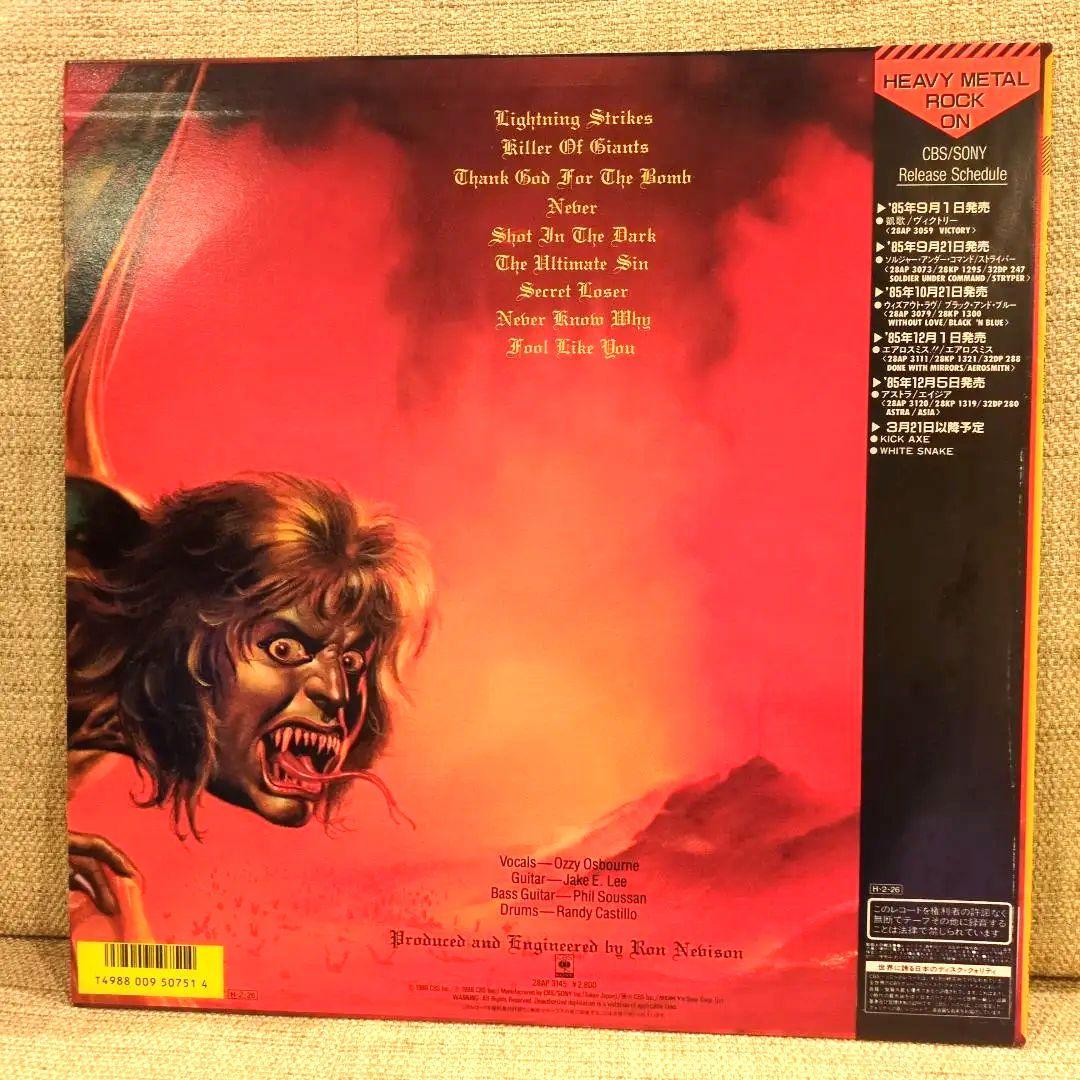 Lightning Strikes
Killer Of Giants
Thank God For The Bomb
Never
Shot In The Dark
The Ultimate Sin
Secret Loser
Never Know Why
Fool Like You
Vocals—Ozzy Osbourne
Guitar—Jake E. Lee
Bass Guitar—Phil Soussan
Drums—Randy Castillo
Produced and Engineered by Ron Nevison
28AP 3145 ¥2,800
T4988 009 50751 4
H-2-26
HEAVY METAL
ROCK
ON
CBS/SONY
Release Schedule
▶'85年9月1日発売
●凱歌/ヴィクトリー
<28AP 3059 VICTORY>
▶'85年9月21日発売
●ソルジャー・アンダー・コマンド/ストライパー
<28AP 3073/28KP 1295/32DP 247
SOLDIER UNDER COMMAND/STRYPER>
▶'85年10月21日発売
●ウィズアウト・ラヴ/ブラック・アンド・ブルー
<28AP 3079/28KP 1300
WITHOUT LOVE/BLACK 'N BLUE>
▶'85年12月1日発売
●エアロスミス!!/エアロスミス
<28AP 3111/28KP 1321/32DP 288
DONE WITH MIRRORS/AEROSMITH>
▶'85年12月5日発売
●アストラ/エイジア
<28AP 3120/28KP 1319/32DP 280
ASTRA/ASIA>
▶3月21日以降予定
●KICK AXE
●WHITE SNAKE
H-2-26
このレコードを権利者の許諾なく
無断でテープその他に録音する
ことは法律で禁じられています
世界に誇る日本のディスク・クォリティ